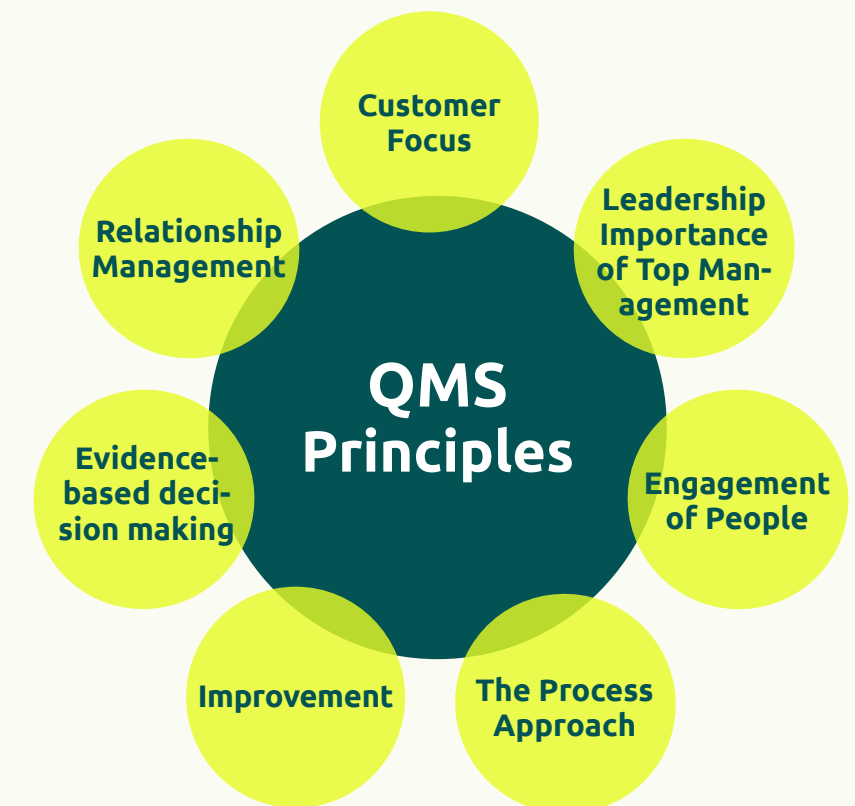 Customer
Focus
Leadership
Importance
of Top Man-
agement
Relationship
Management
QMS
Principles
Engagement
of People
Evidence-
based deci-
sion making
The Process
Approach
Improvement